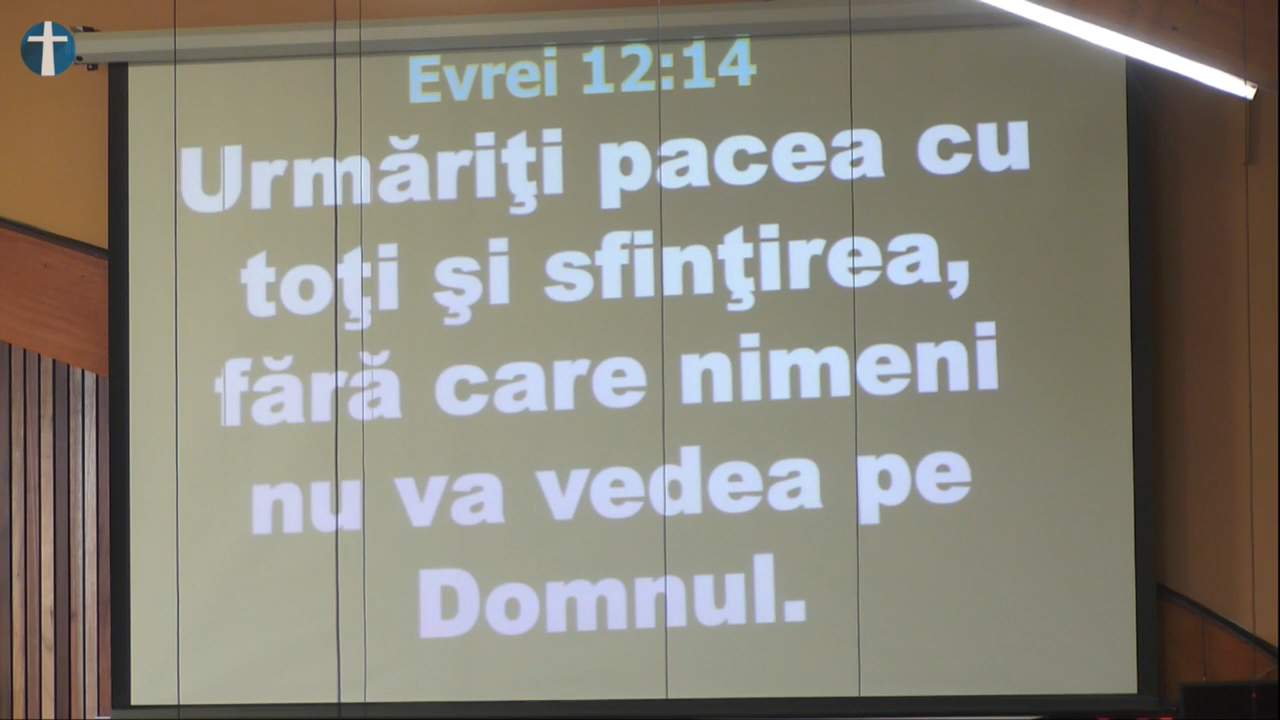 Evrei 12:14
Urmăriţi pacea cu
toţi şi sfinţirea,
fără care nimeni
nu va vedea pe
Domnul.